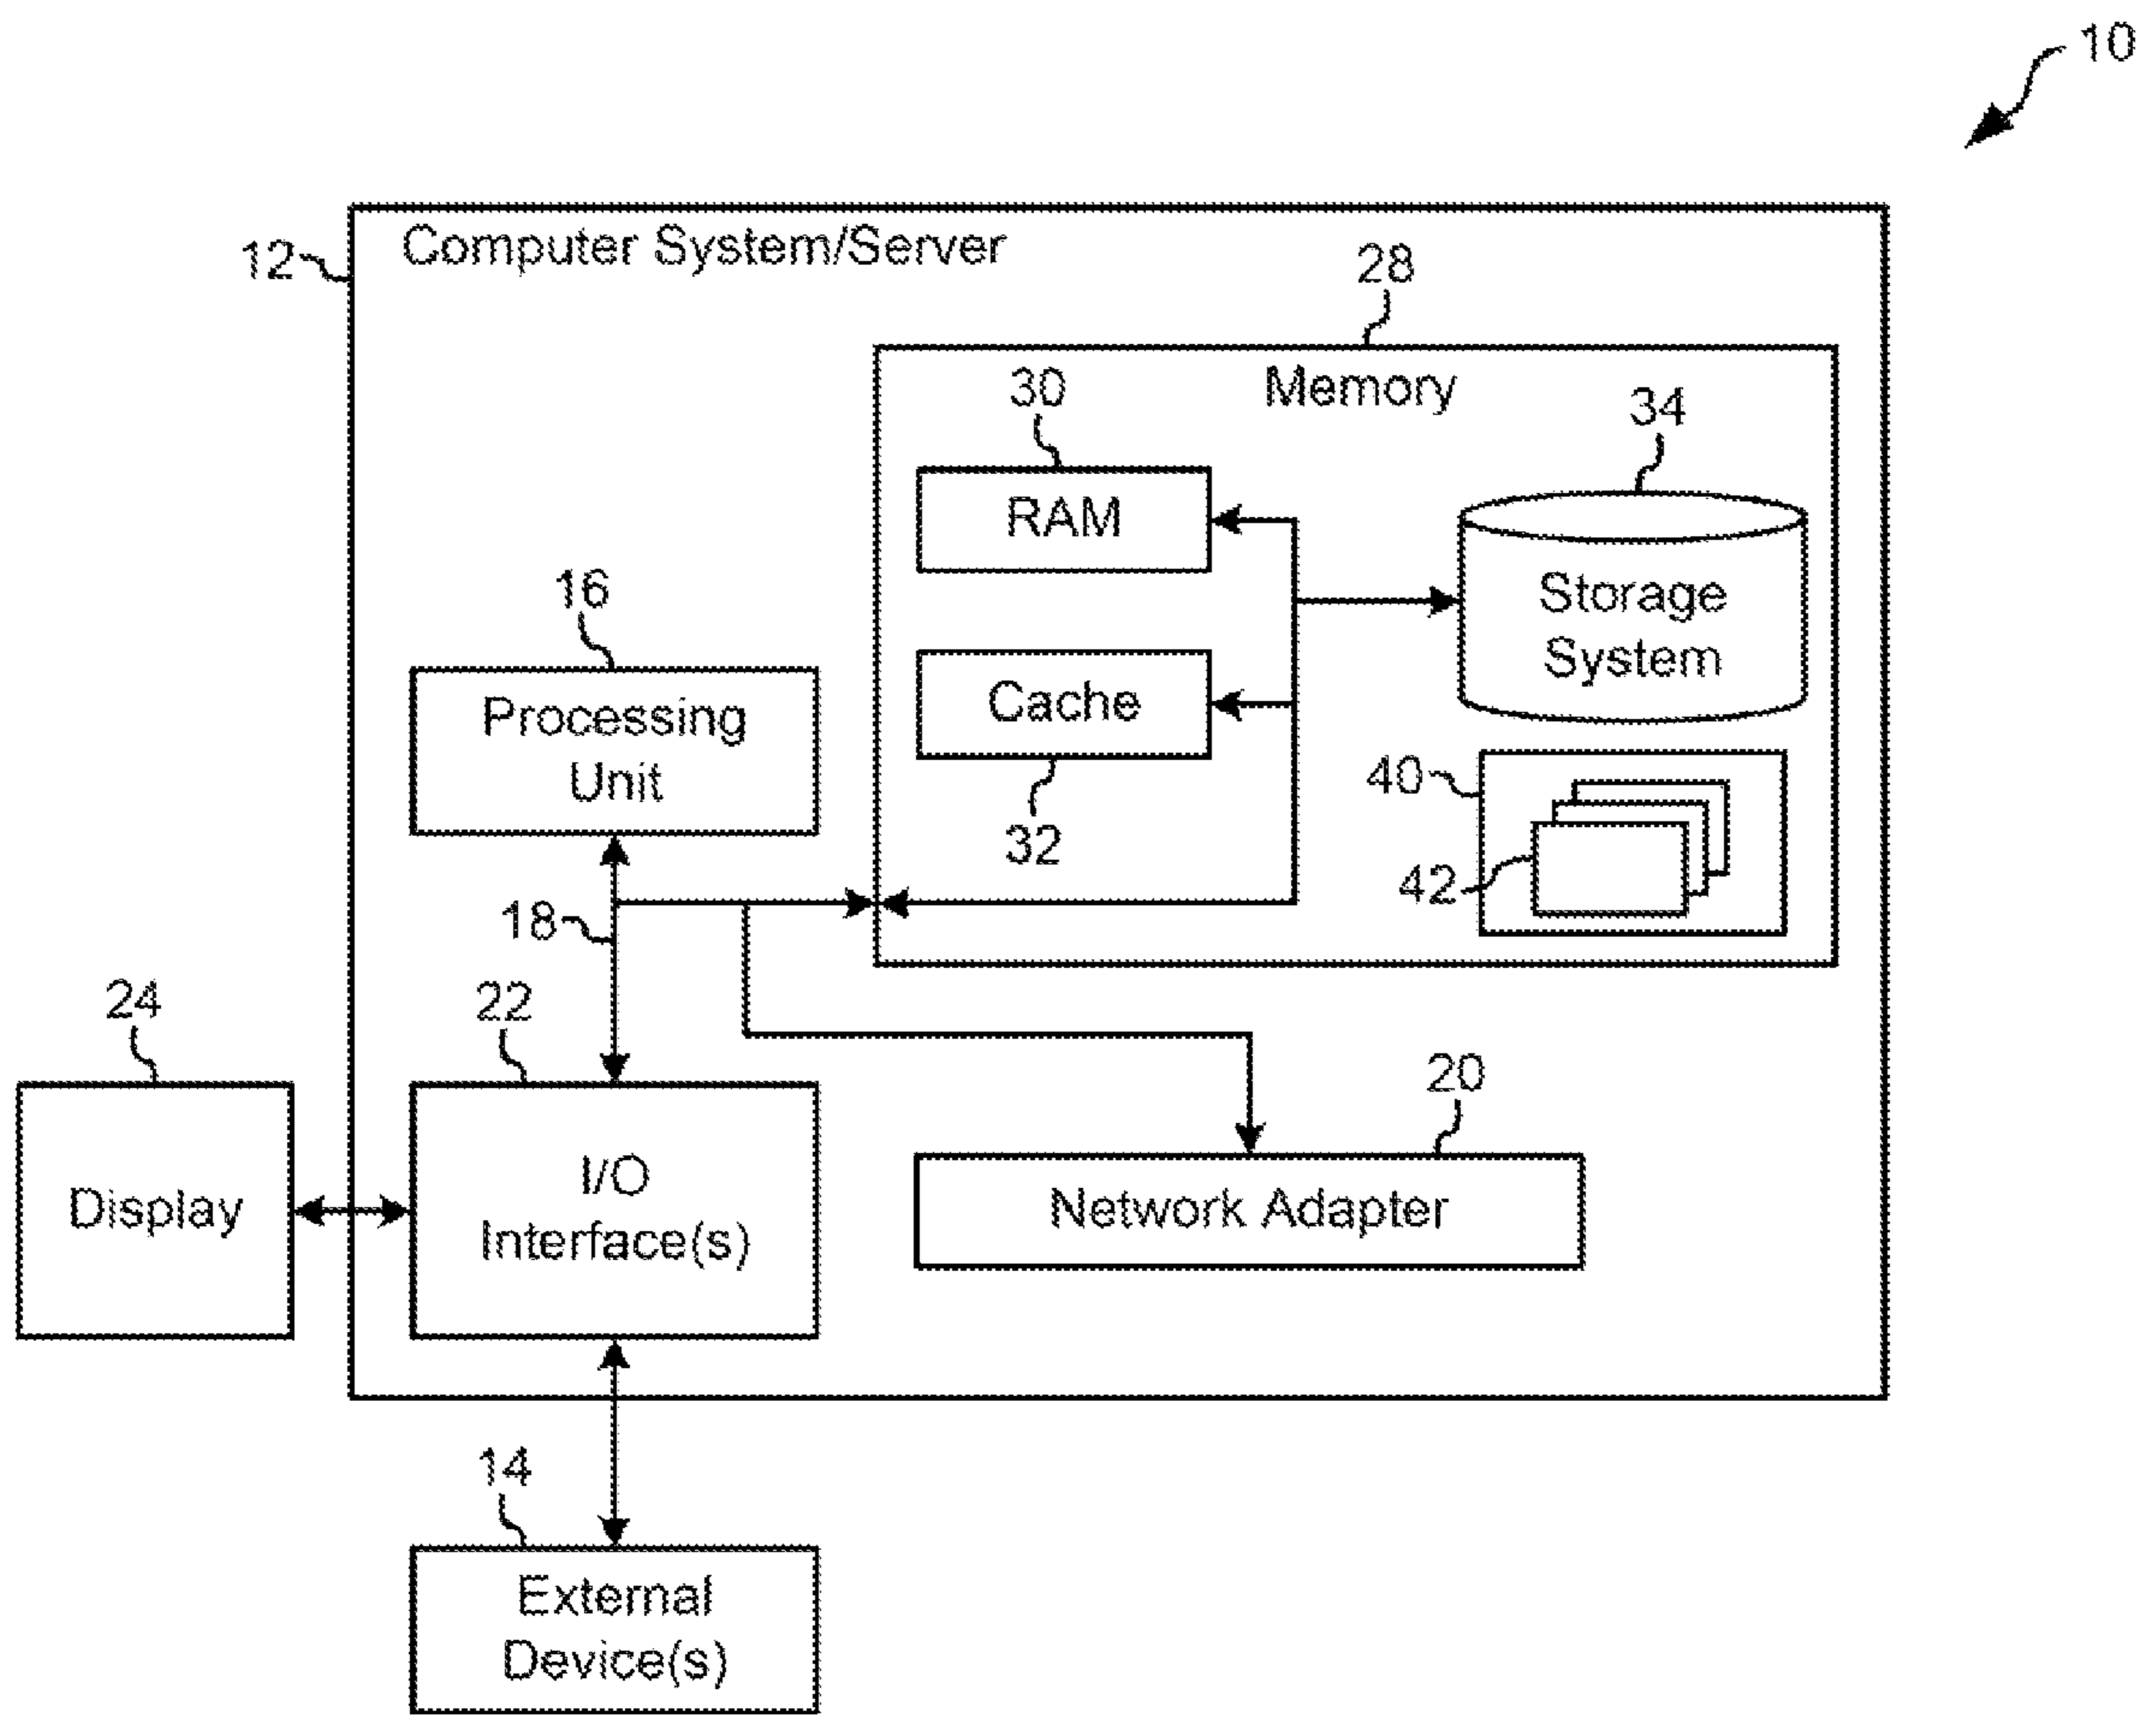 10
12
Computer System/Server
28
Memory
30
RAM
34
Storage
System
16
Processing
Unit
Cache
32
40
42
18
24
Display
22
I/O
Interface(s)
20
Network Adapter
14
External
Device(s)